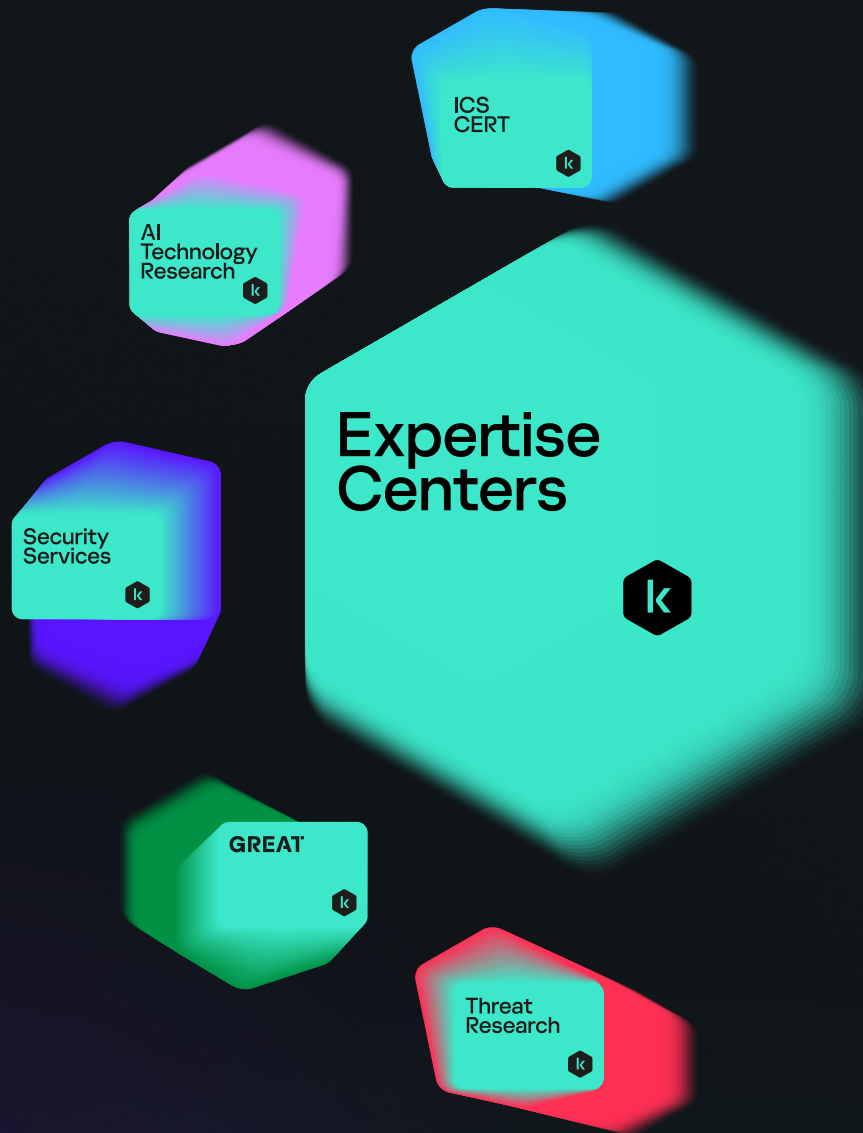 ICS
CERT
k
AI
Technology
Research
k
Expertise
Centers
k
Security
Services
k
GREAT
k
Threat
Research
k